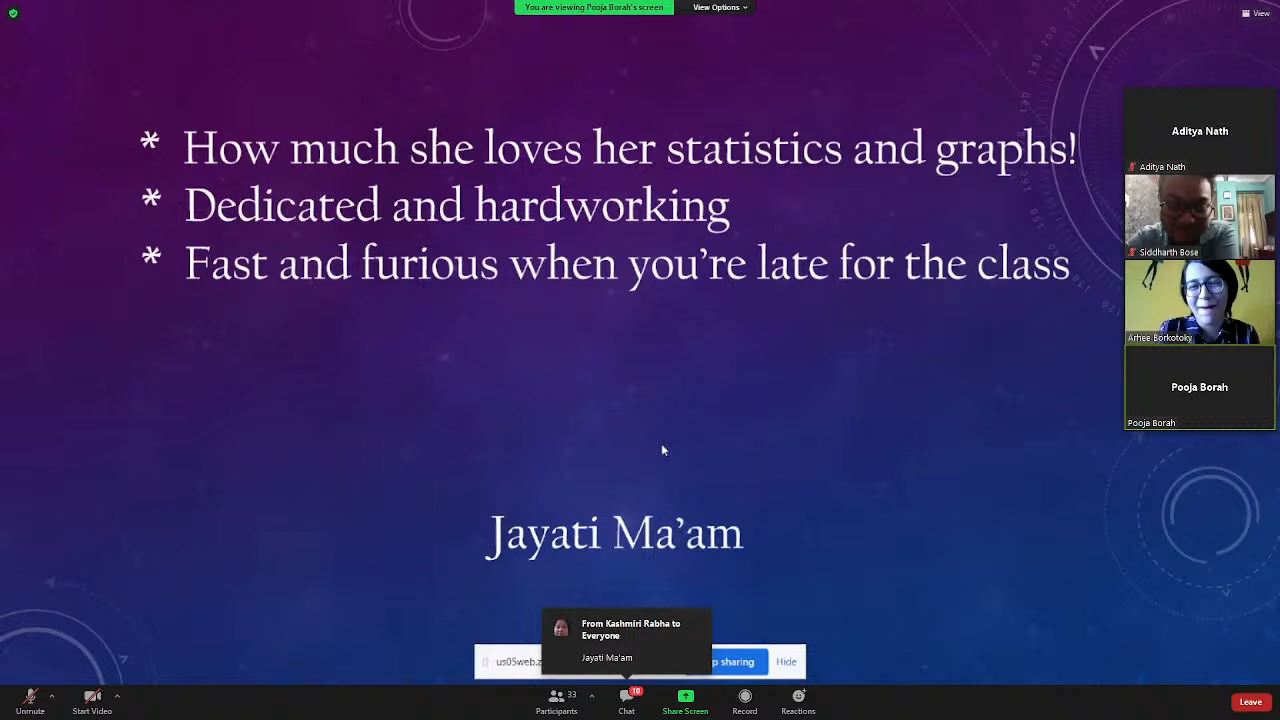 You are viewing Pooja Borah's screen
View Options
View
* How much she loves her statistics and graphs!
* Dedicated and hardworking
* Fast and furious when you're late for the class
Jayati Ma'am
Aditya Nath
Aditya Nath
Siddharth Bose
Arhee Borkotoky
Pooja Borah
Pooja Borah
From Kashmiri Rabha to
Everyone
Jayati Ma'am
us05web.z
p sharing
Hide
Unmute
Start Video
33
Participants
Chat
Share Screen
Record
Reactions
Leave